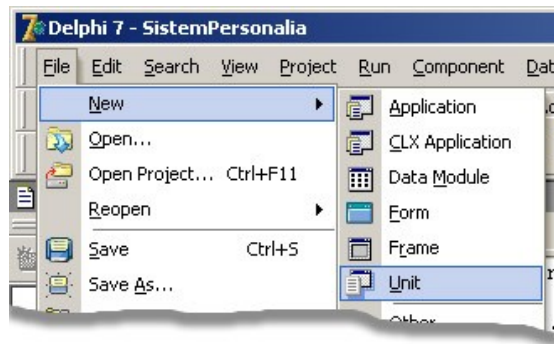 Delphi 7 - SistemPersonalia
File Edit Search View Project Run Component Dat
New
Open...
Open Project... Ctrl+F11
Reopen
Save Ctrl+S
Save As...
Application
CLX Application
Data Module
Form
Frame
Unit